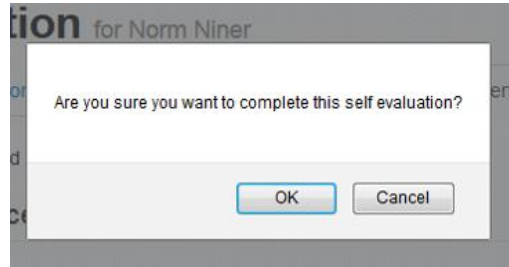 tion for Norm Niner
Are you sure you want to complete this self evaluation?
OK
Cancel